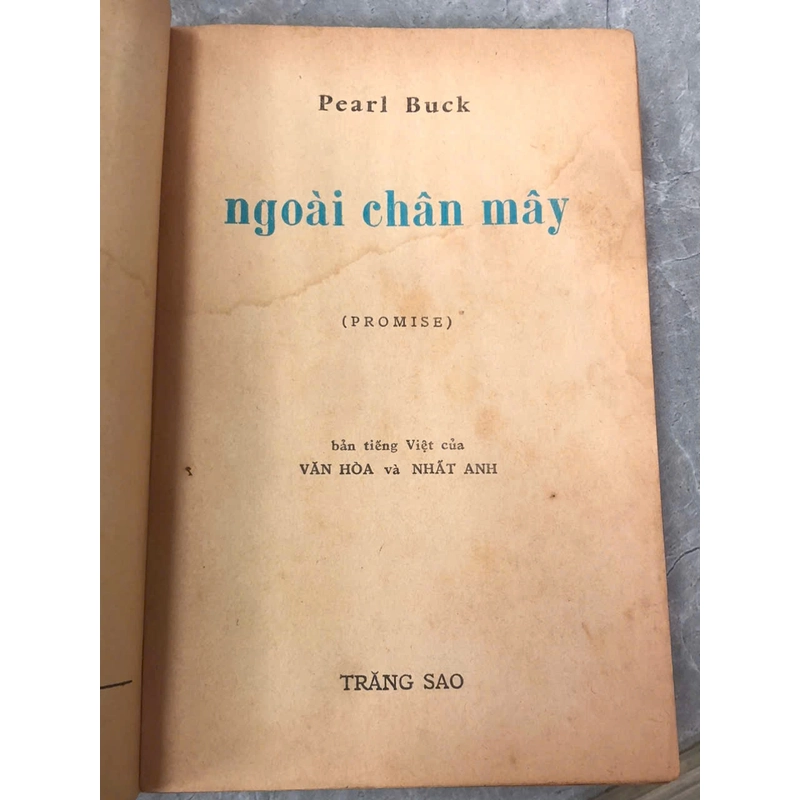 Pearl Buck
ngoài chân mây
(PROMISE)
bản tiếng Việt của
VĂN HÒA và NHẤT ANH
TRĂNG SAO